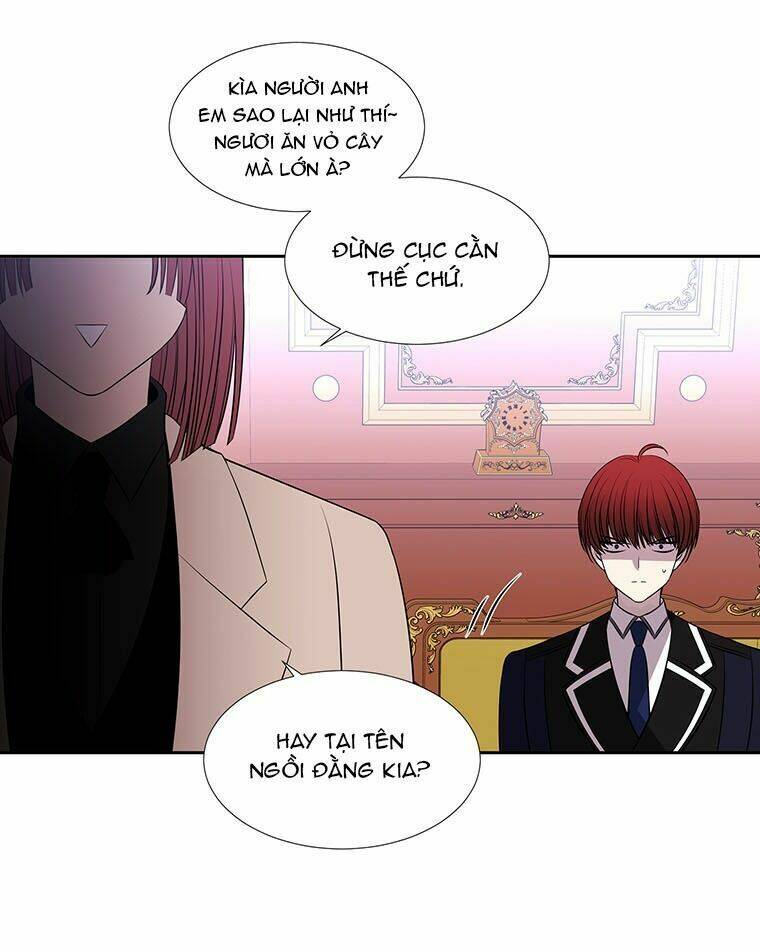 KÌA NGƯỜI ANH
EM SAO LẠI NHƯ THÍ~
NGƯƠI ĂN VỎ CÂY
MÀ LỚN À?
ĐỪNG CỤC CẰN
THẾ CHỨ.
HAY TẠI TÊN
NGỒI ĐẰNG KIA?